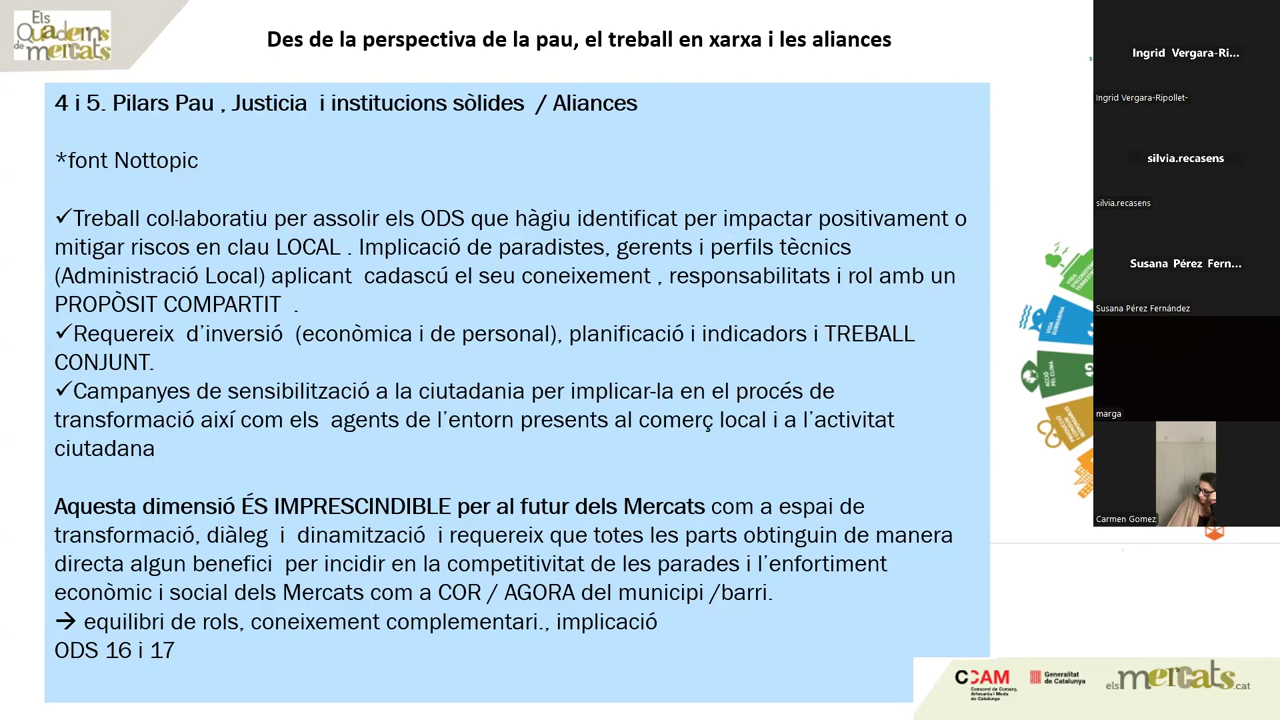 Els
Quaderns
de mercats
Des de la perspectiva de la pau, el treball en xarxa i les aliances
4 i 5. Pilars Pau , Justicia i institucions sòlides / Aliances
*font Nottopic
✓Treball col·laboratiu per assolir els ODS que hàgiu identificat per impactar positivament o
mitigar riscos en clau LOCAL . Implicació de paradistes, gerents i perfils tècnics
(Administració Local) aplicant cadascú el seu coneixement , responsabilitats i rol amb un
PROPÒSIT COMPARTIT .
✓Requereix d’inversió (econòmica i de personal), planificació i indicadors i TREBALL
CONJUNT.
✓Campanyes de sensibilització a la ciutadania per implicar-la en el procés de
transformació així com els agents de l’entorn presents al comerç local i a l’activitat
ciutadana
Aquesta dimensió ÉS IMPRESCINDIBLE per al futur dels Mercats com a espai de
transformació, diàleg i dinamització i requereix que totes les parts obtinguin de manera
directa algun benefici per incidir en la competitivitat de les parades i l’enfortiment
econòmic i social dels Mercats com a COR / AGORA del municipi /barri.
→ equilibri de rols, coneixement complementari., implicació
ODS 16 i 17
VIDA
SUBMARINA
ACCIÓ
PEL CLIMA
Ingrid Vergara-Ri...
Ingrid Vergara-Ripollet-
silvia.recasens
silvia.recasens
Susana Pérez Fern...
Susana Pérez Fernández
marga
Carmen Gomez
CCAM
Consorci de Comerç,
Artesania i Moda
de Catalunya
Generalitat
de Catalunya
elsmercats.cat